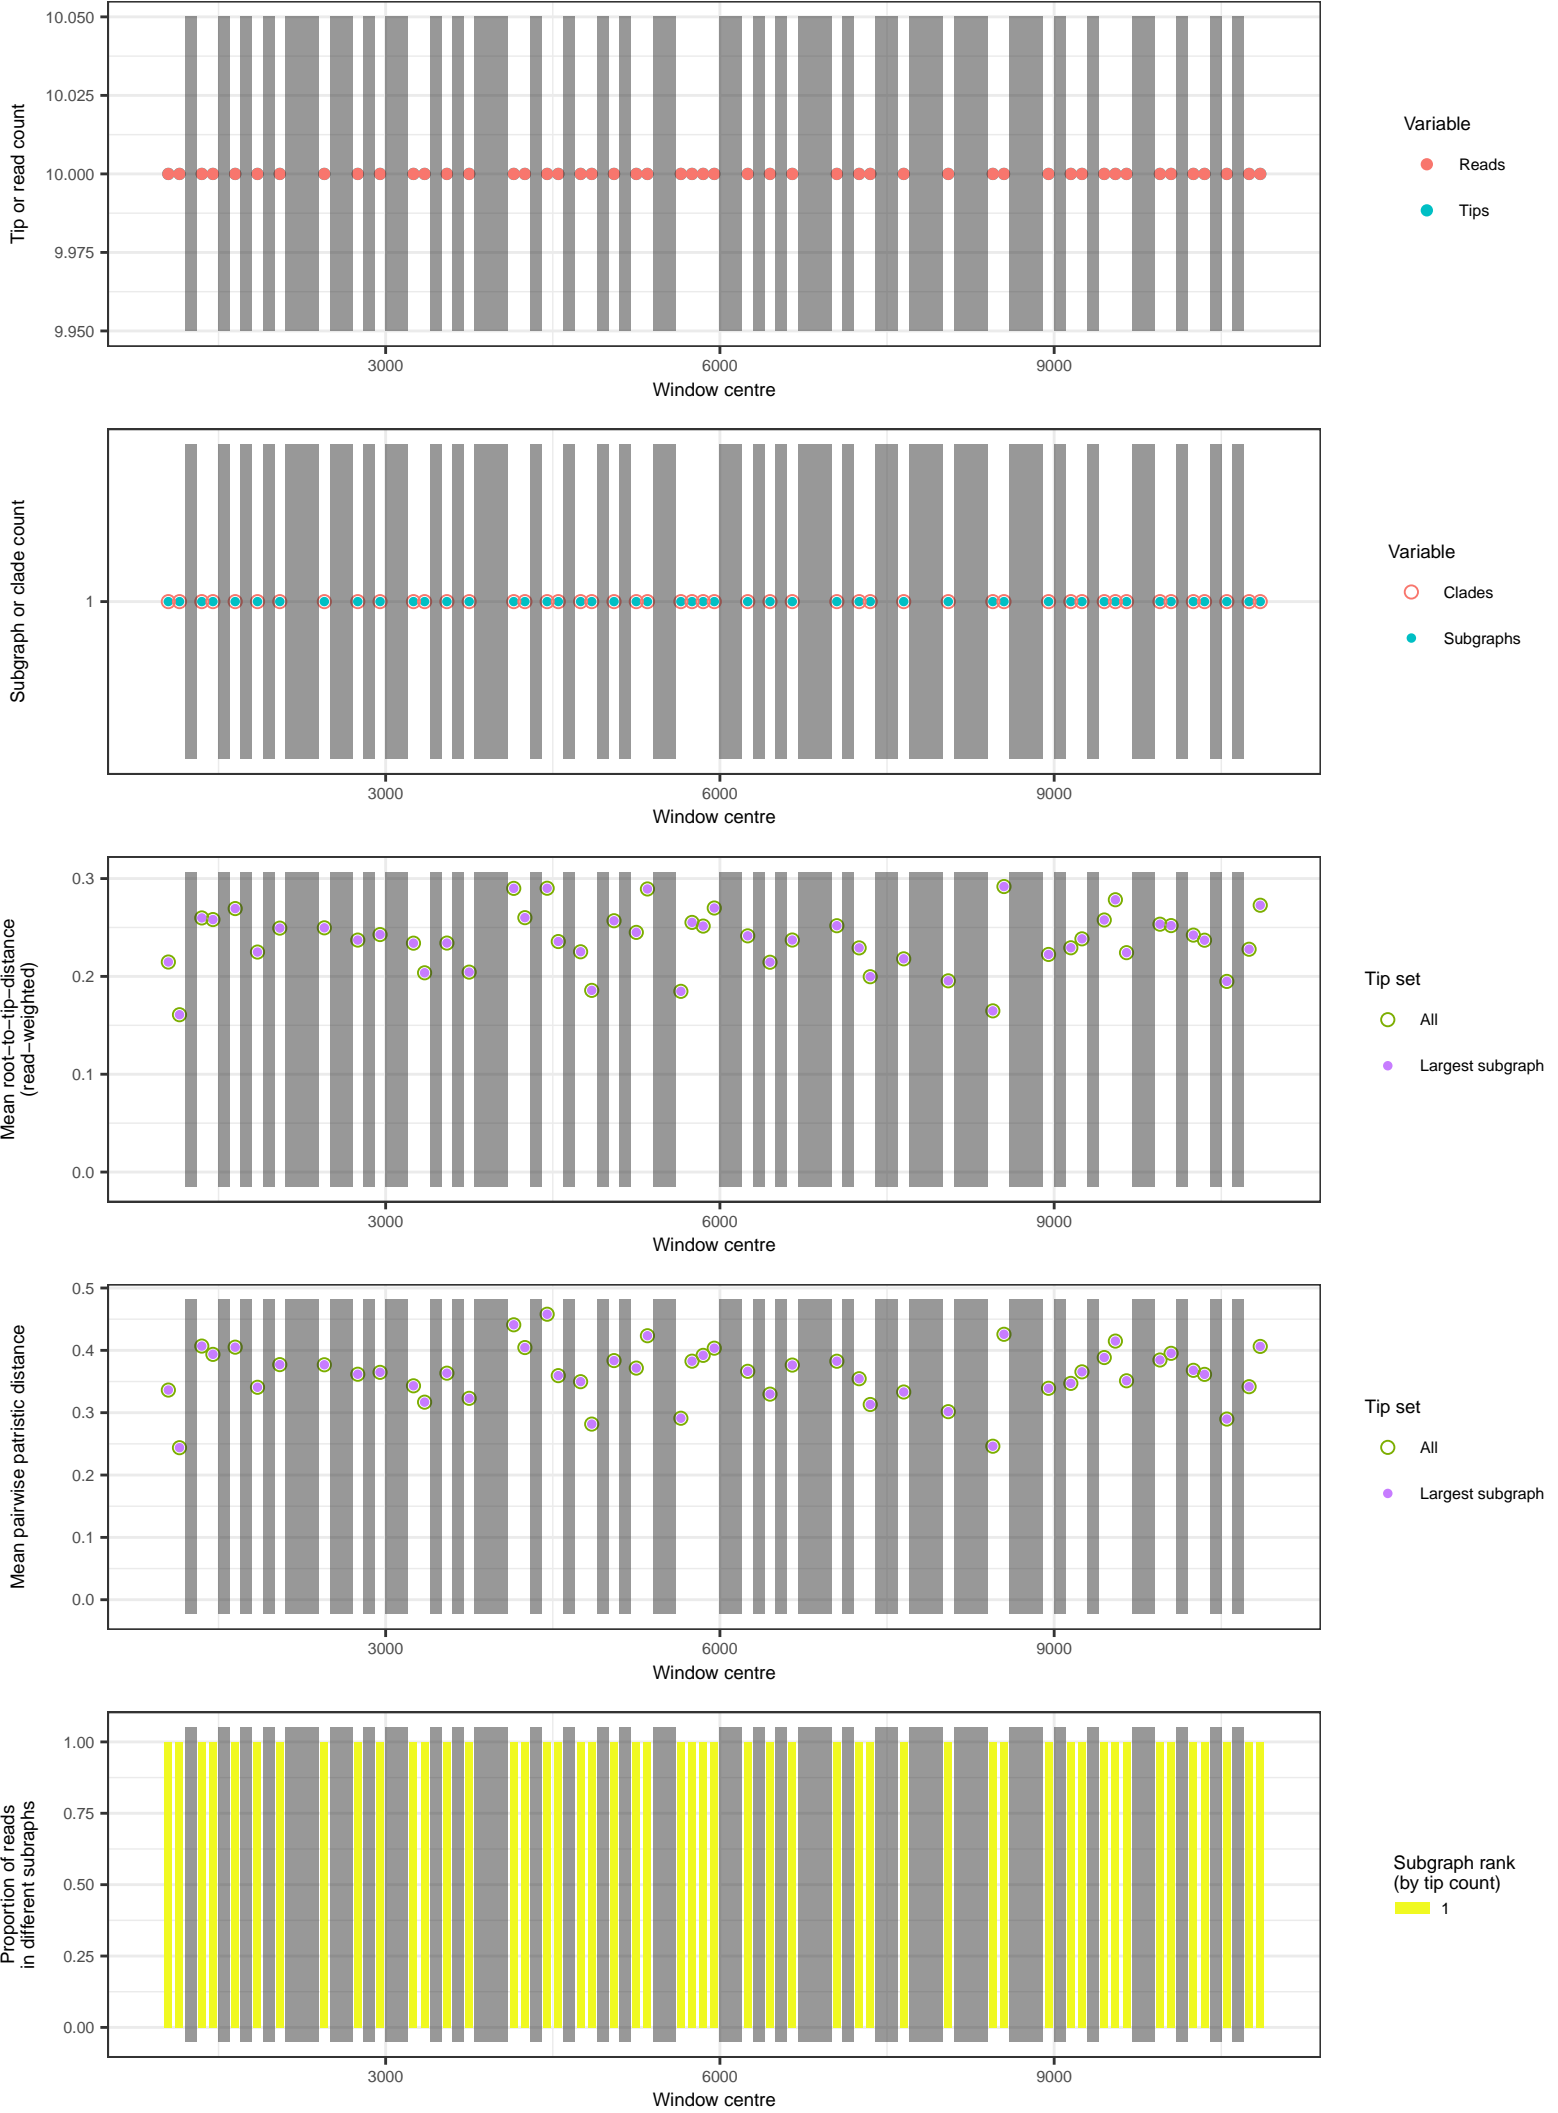 10.050
10.025
10.000
9.975
9.950
Tip or read count
3000
6000
9000
Window centre
Variable
Reads
Tips
1
Subgraph or clade count
3000
6000
9000
Window centre
Variable
Clades
Subgraphs
0.3
0.2
0.1
0.0
Mean root−to−tip−distance
(read−weighted)
3000
6000
9000
Window centre
Tip set
All
Largest subgraph
0.5
0.4
0.3
0.2
0.1
0.0
Mean pairwise patristic distance
3000
6000
9000
Window centre
Tip set
All
Largest subgraph
1.00
0.75
0.50
0.25
0.00
Proportion of reads
in different subraphs
3000
6000
9000
Window centre
Subgraph rank
(by tip count)
1